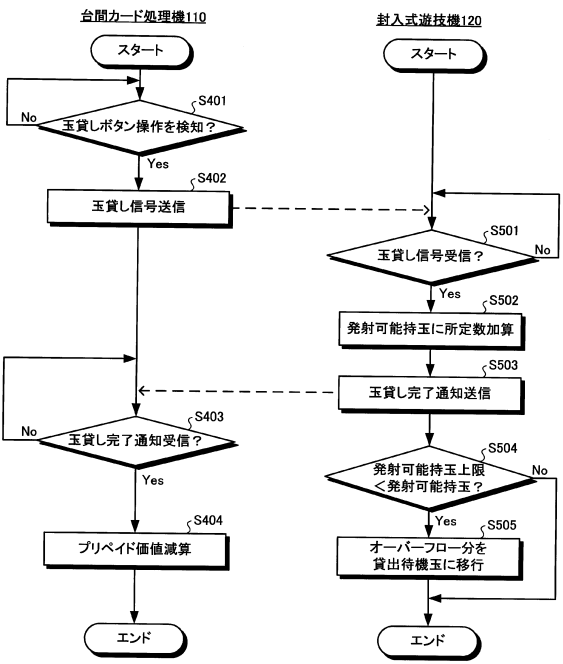 台間カード処理機110
スタート
S401
玉貸しボタン操作を検知？
No
Yes
S402
玉貸し信号送信
S403
玉貸し完了通知受信？
No
Yes
S404
プリペイド価値減算
エンド
封入式遊技機120
スタート
S501
玉貸し信号受信？
No
Yes
S502
発射可能持玉に所定数加算
S503
玉貸し完了通知送信
S504
発射可能持玉上限
＜発射可能持玉？
No
Yes
S505
オーバーフロー分を
貸出待機玉に移行
エンド